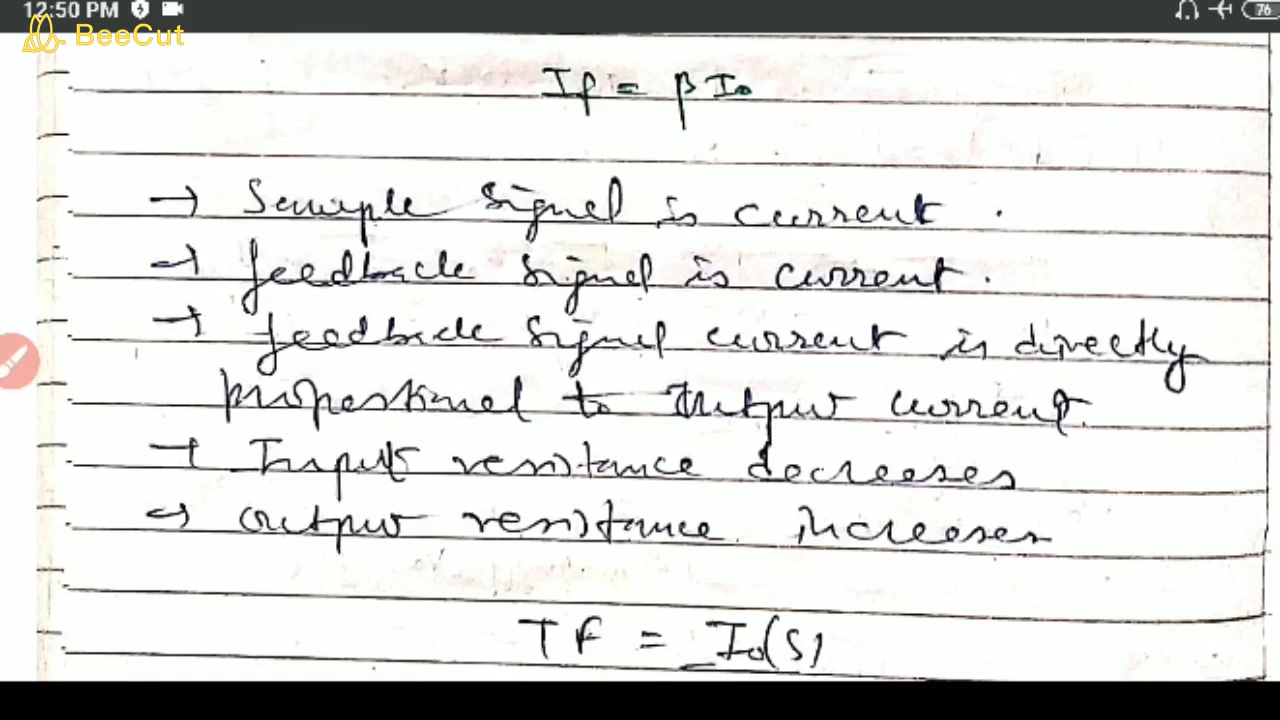 12:50 PM
76
BeeCut
If = β Io
→ Sample signal is current.
→ feedback signal is current.
→ feedback signal current is directly
proportional to Output current.
→ Input resistance decreases
→ output resistance increases
TF = Io(s)